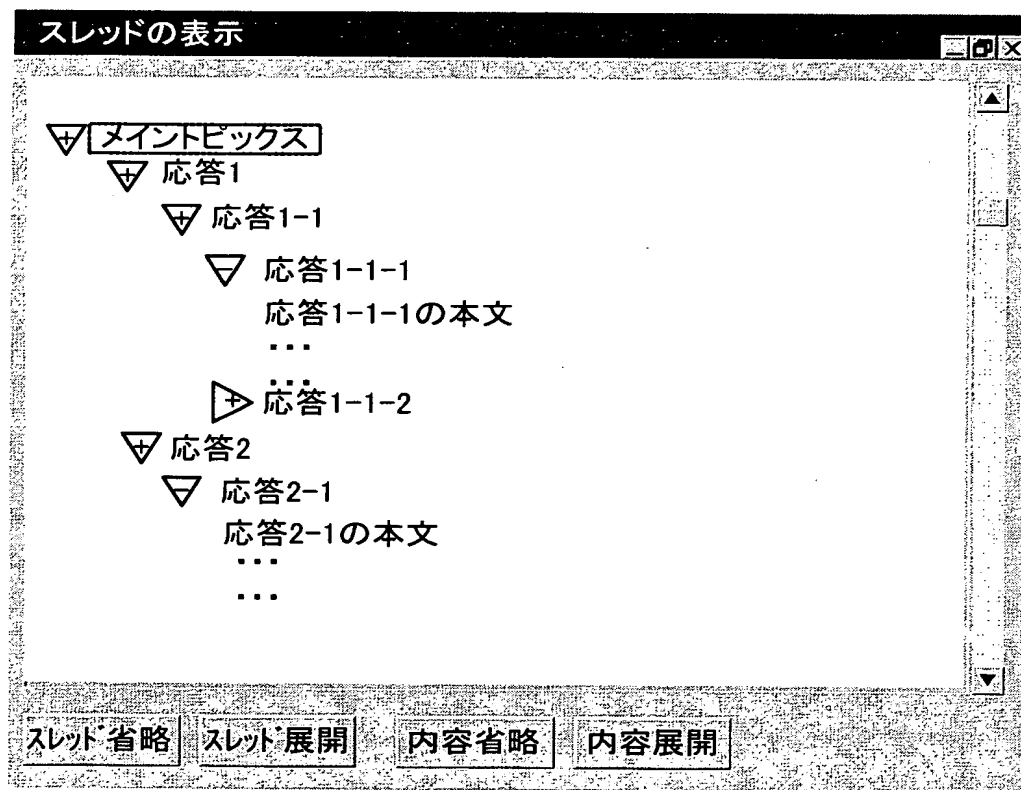 スレッドの表示
メイントピックス
応答1
応答1-1
応答1-1-1
応答1-1-1の本文
...
...
応答1-1-2
応答2
応答2-1
応答2-1の本文
...
...
スレッド省略 スレッド展開 内容省略 内容展開